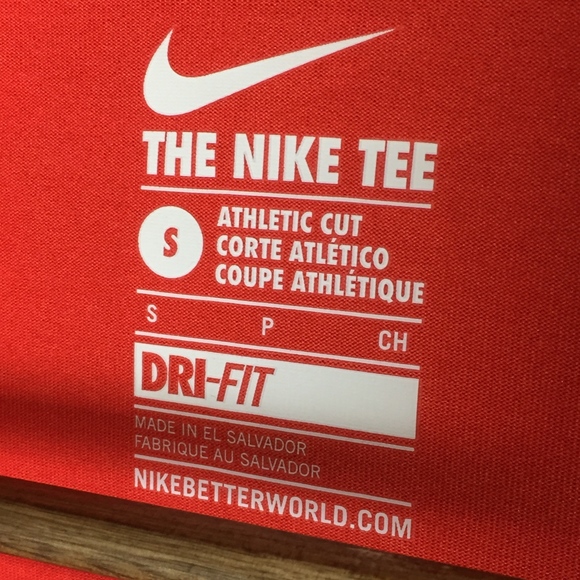 THE NIKE TEE
S
ATHLETIC CUT
CORTE ATLÉTICO
COUPE ATHLÉTIQUE
S P CH
DRI-FIT
MADE IN EL SALVADOR
FABRIQUE AU SALVADOR
NIKEBETTERWORLD.COM